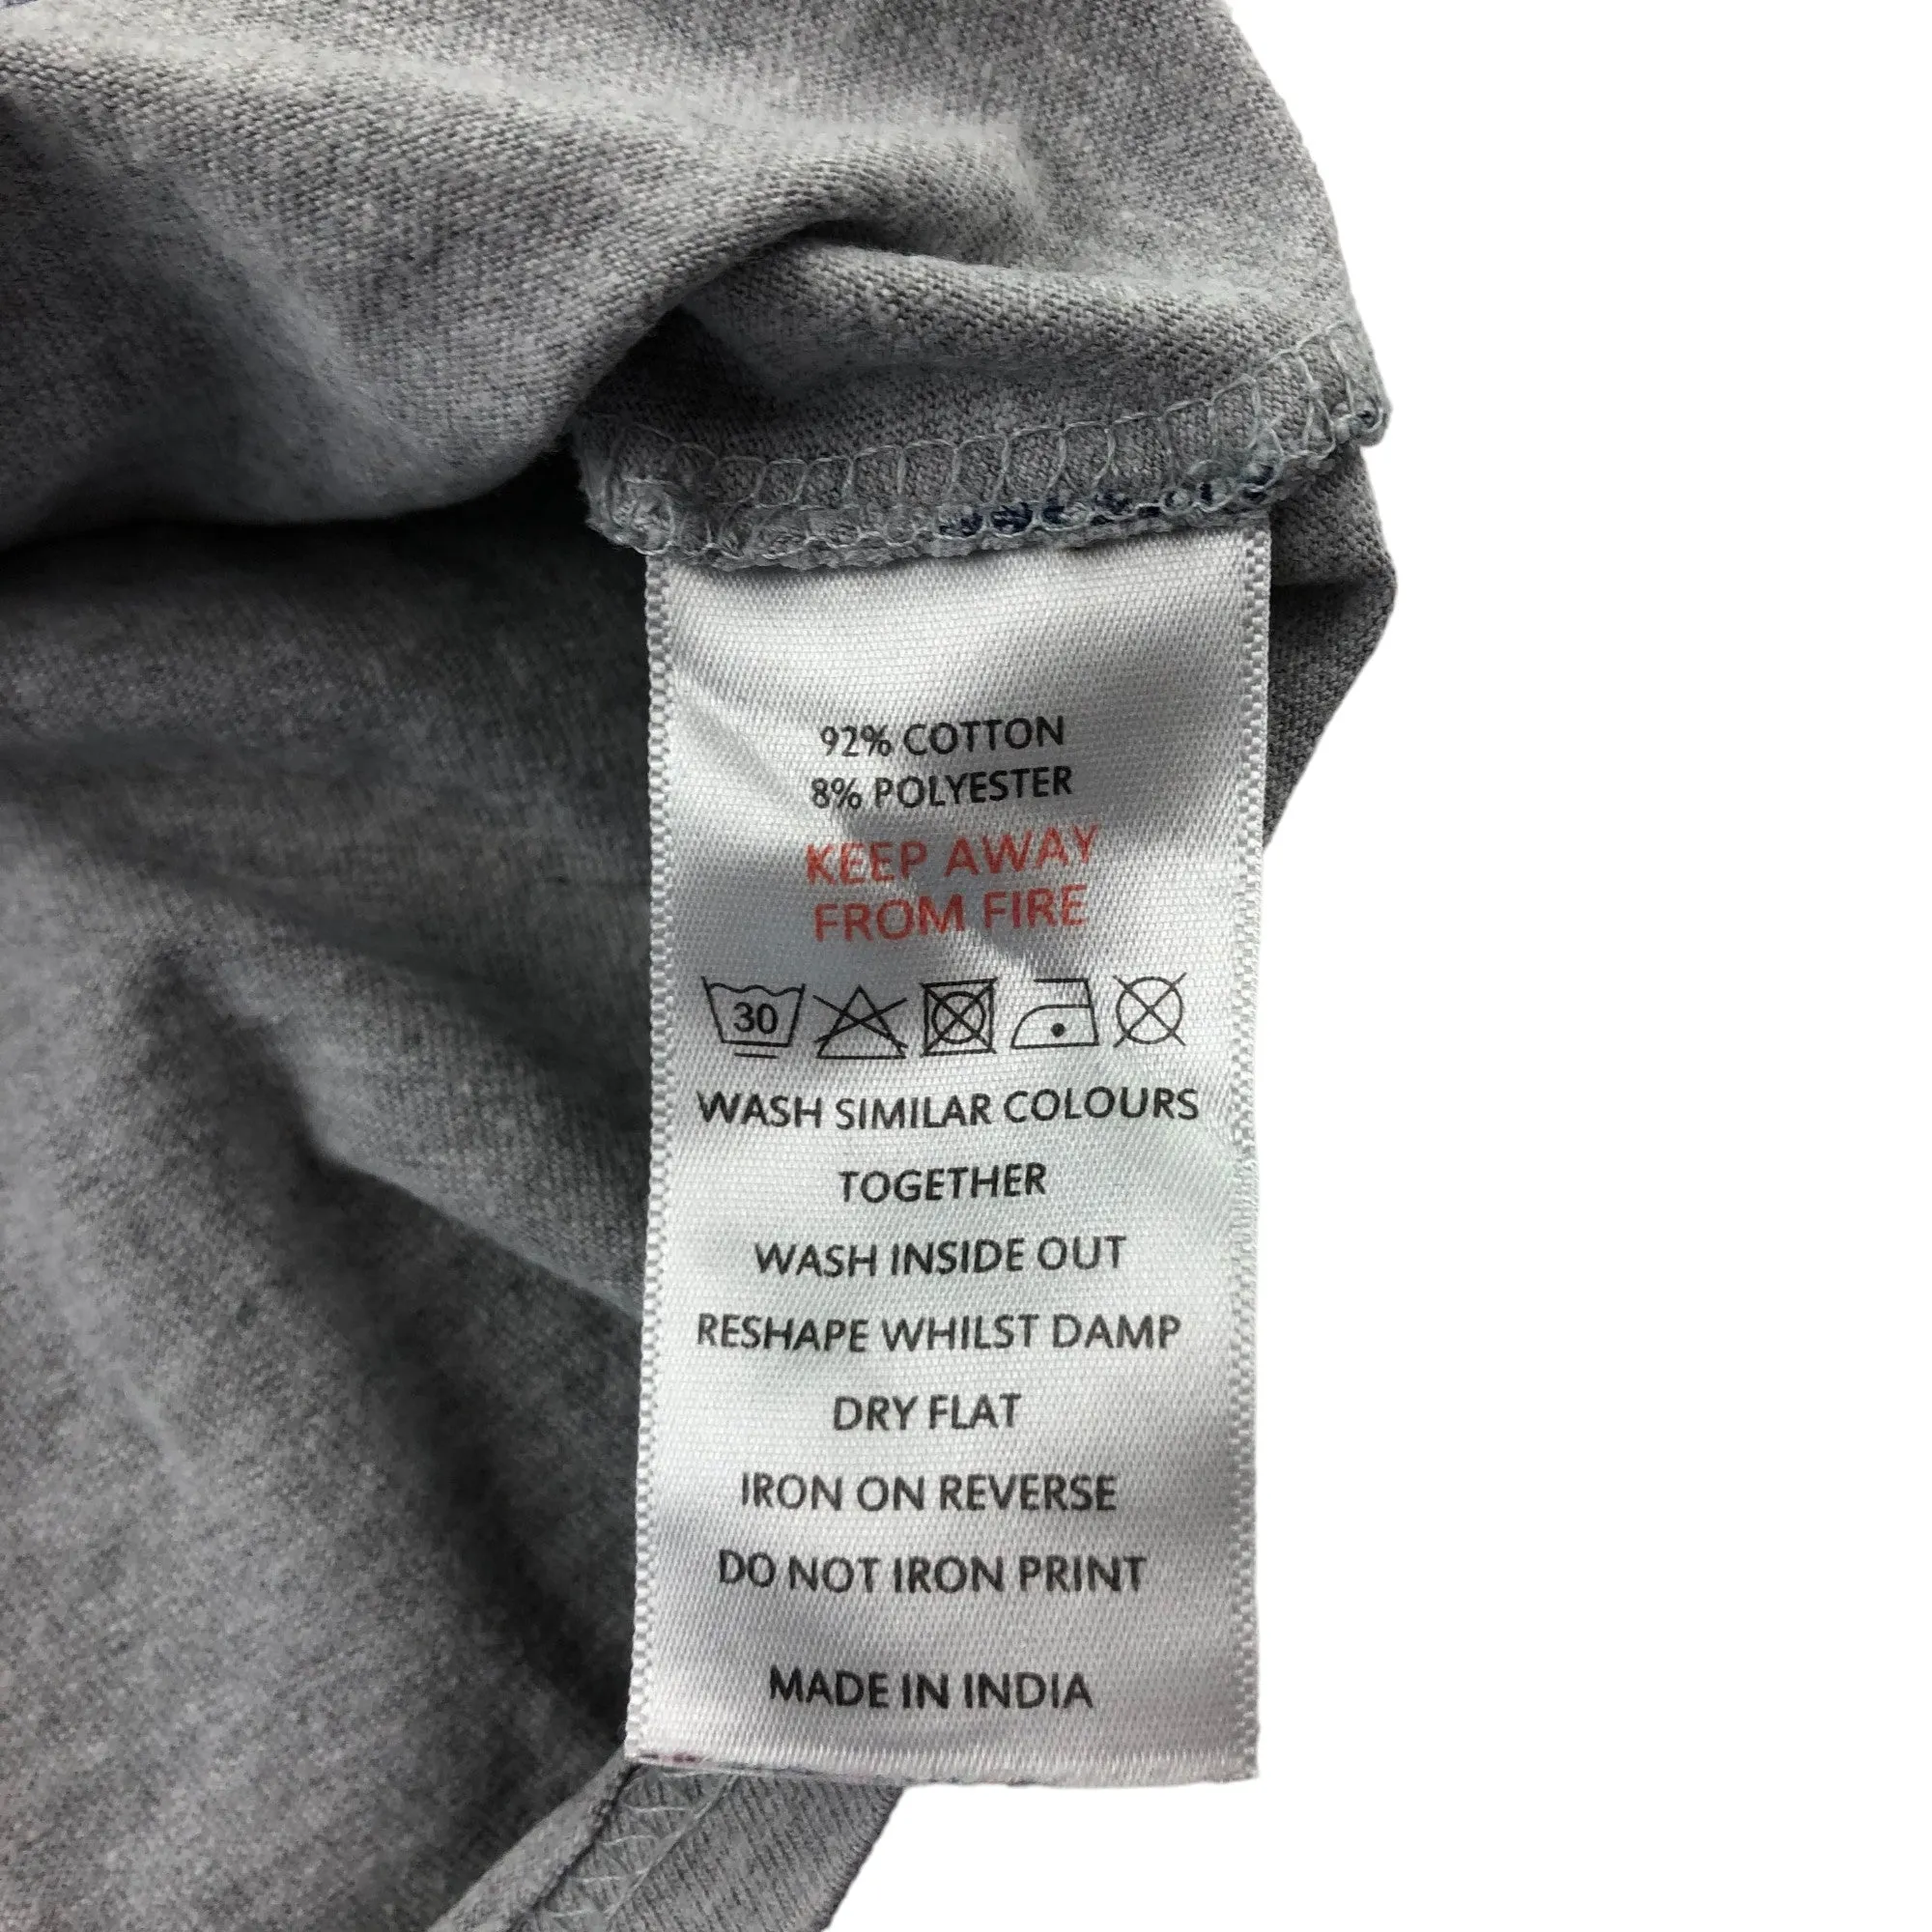 92% COTTON
8% POLYESTER
KEEP AWAY
FROM FIRE
30
WASH SIMILAR COLOURS
TOGETHER
WASH INSIDE OUT
RESHAPE WHILST DAMP
DRY FLAT
IRON ON REVERSE
DO NOT IRON PRINT
MADE IN INDIA